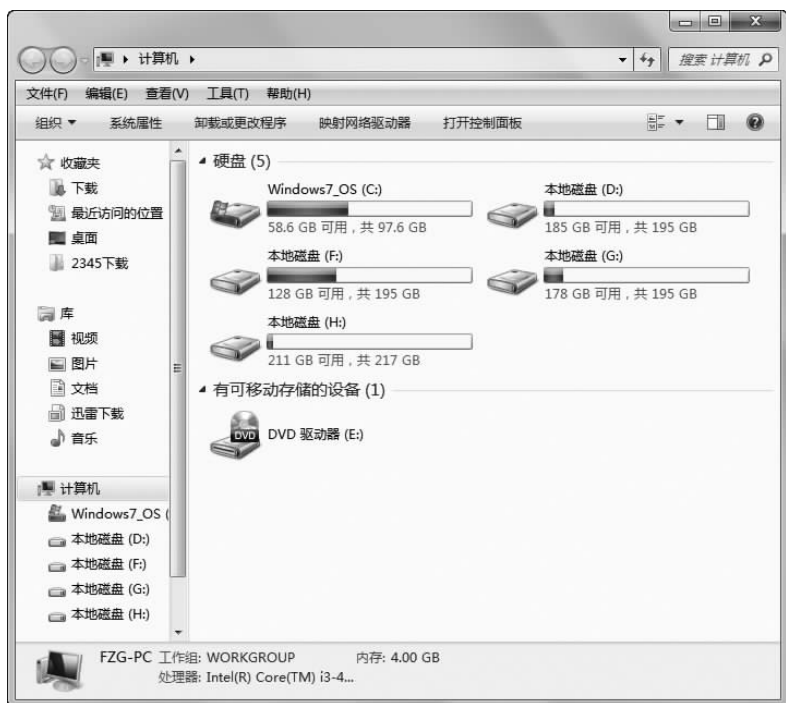 计算机
搜索 计算机
文件(F) 编辑(E) 查看(V) 工具(T) 帮助(H)
组织 系统属性 卸载或更改程序 映射网络驱动器 打开控制面板
收藏夹
下载
最近访问的位置
桌面
2345下载
库
视频
图片
文档
迅雷下载
音乐
计算机
Windows7_OS (
本地磁盘 (D:)
本地磁盘 (F:)
本地磁盘 (G:)
本地磁盘 (H:)
硬盘 (5)
Windows7_OS (C:)
58.6 GB 可用，共 97.6 GB
本地磁盘 (D:)
185 GB 可用，共 195 GB
本地磁盘 (F:)
128 GB 可用，共 195 GB
本地磁盘 (G:)
178 GB 可用，共 195 GB
本地磁盘 (H:)
211 GB 可用，共 217 GB
有可移动存储的设备 (1)
DVD
DVD 驱动器 (E:)
FZG-PC 工作组: WORKGROUP 内存: 4.00 GB
处理器: Intel(R) Core(TM) i3-4...